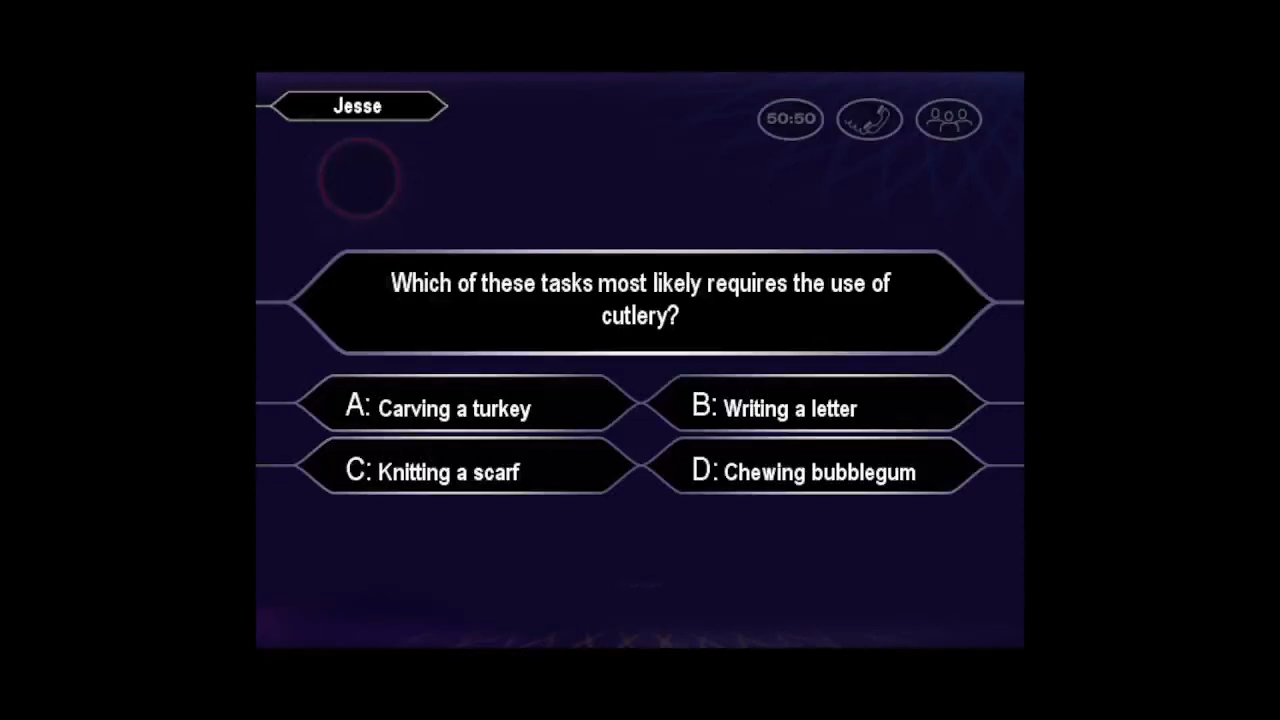 Jesse
50:50
Which of these tasks most likely requires the use of
cutlery?
A: Carving a turkey
B: Writing a letter
C: Knitting a scarf
D: Chewing bubblegum